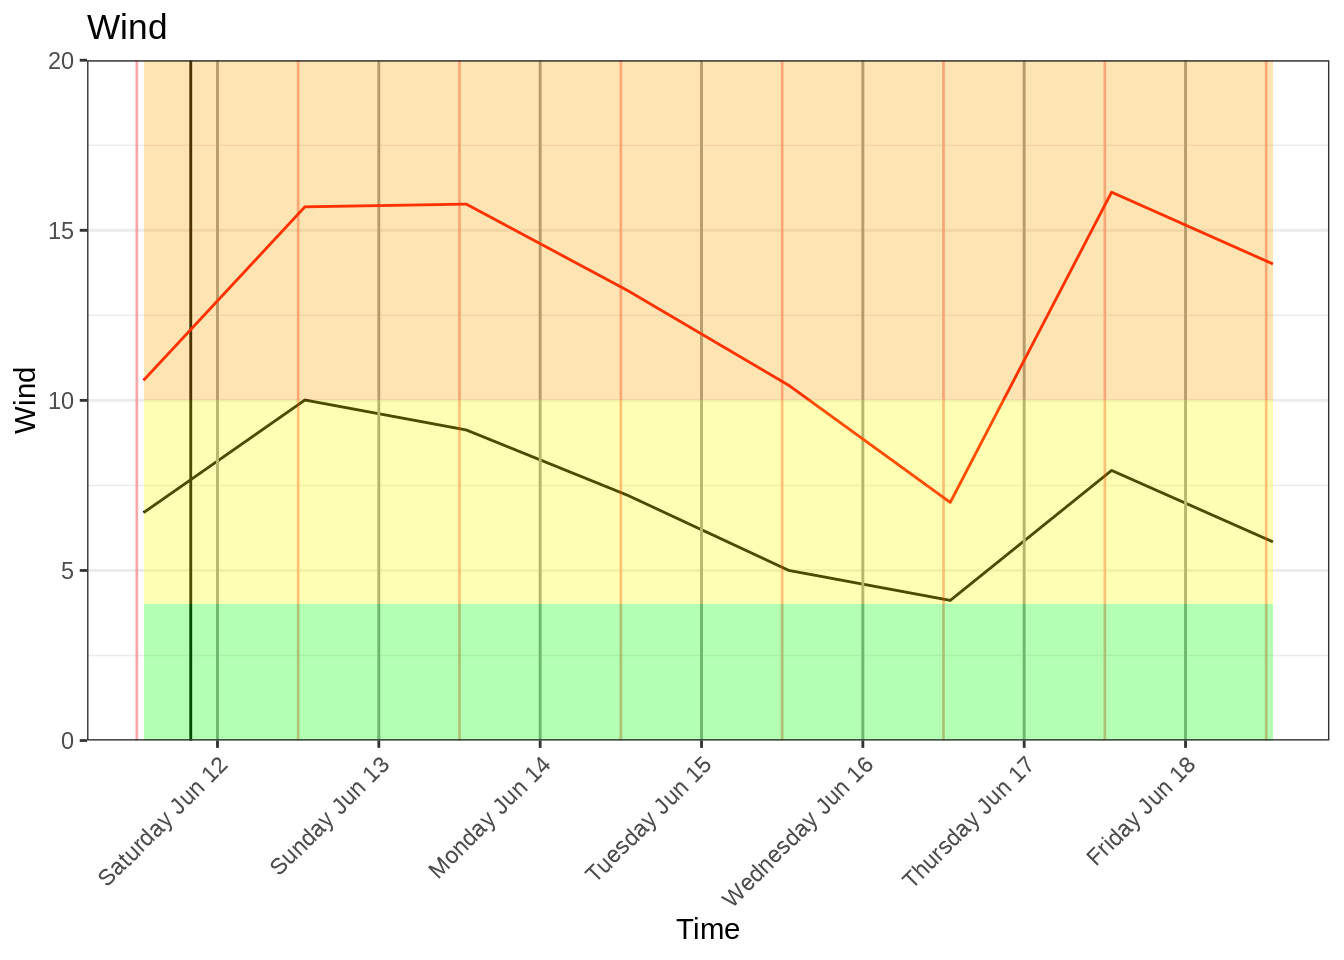 Wind
20
15
10
5
0
Wind
Saturday Jun 12
Sunday Jun 13
Monday Jun 14
Tuesday Jun 15
Wednesday Jun 16
Thursday Jun 17
Friday Jun 18
Time